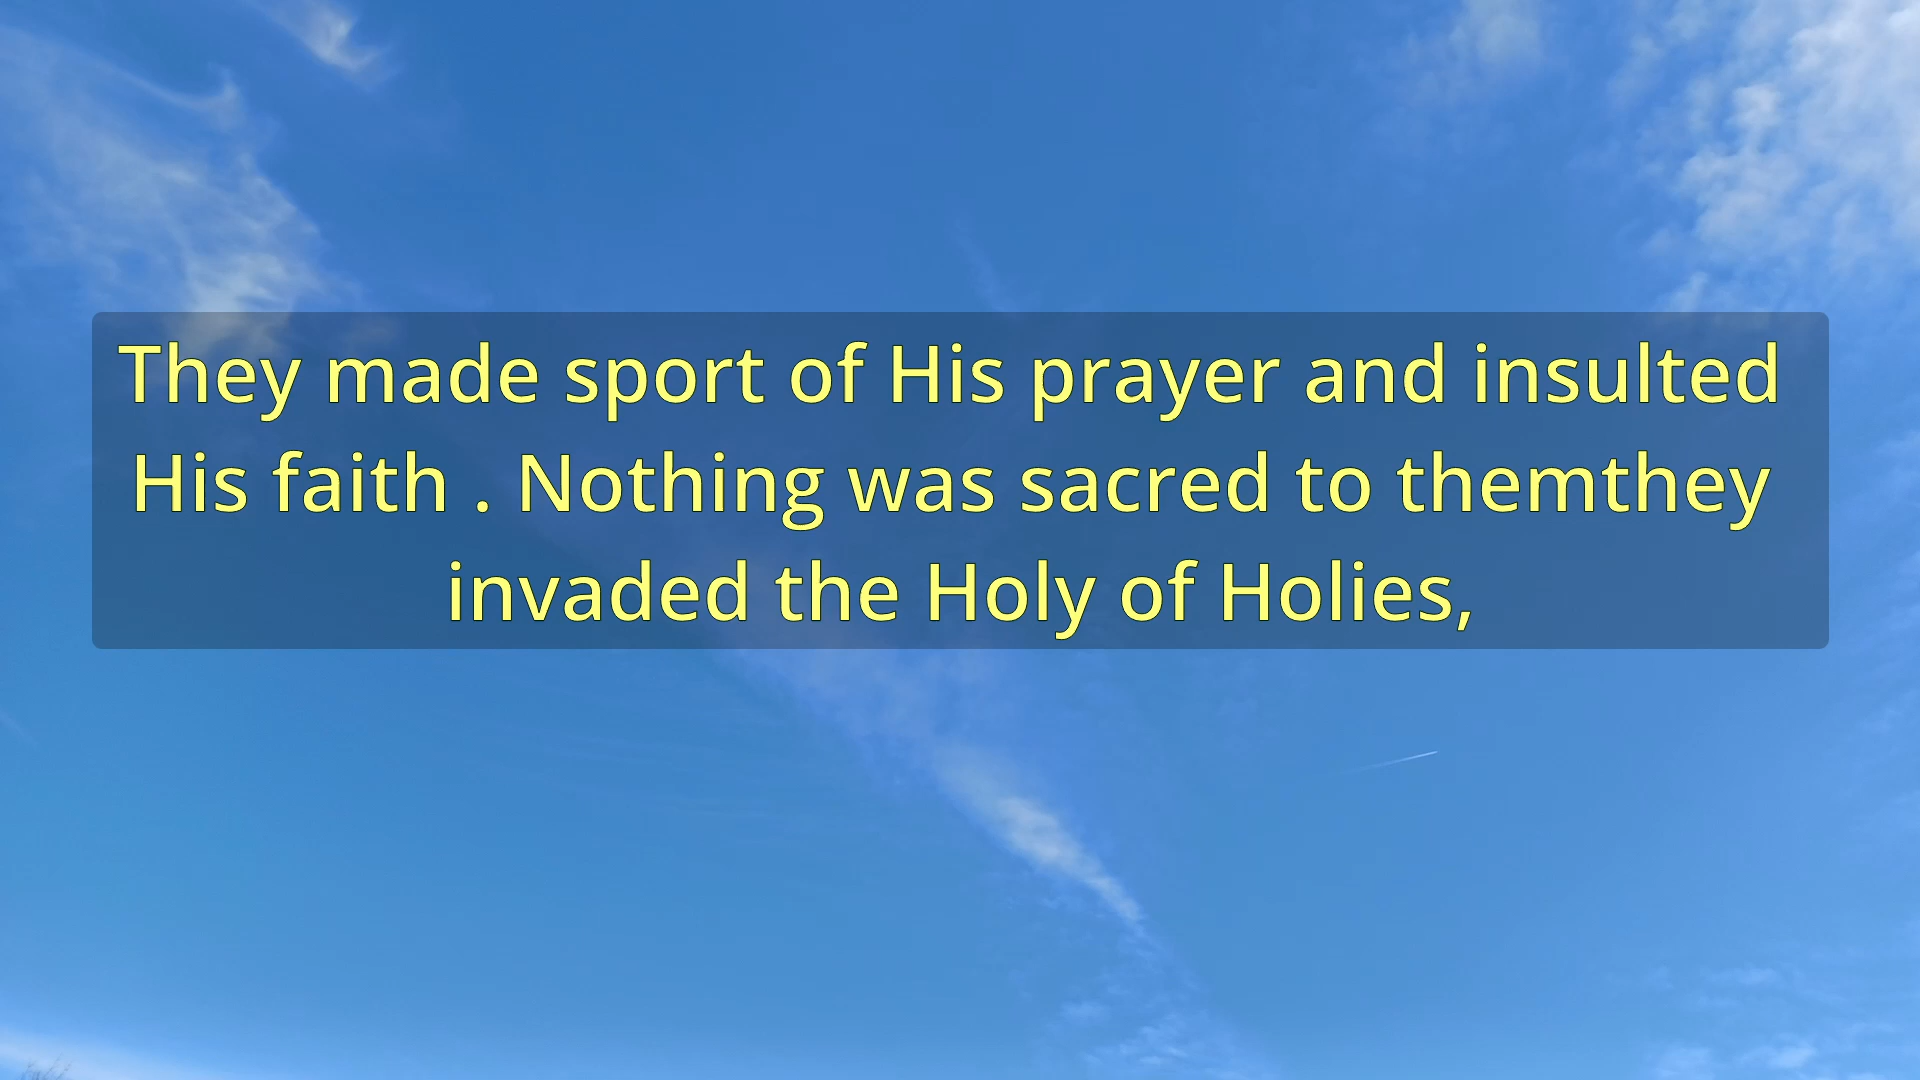 They made sport of His prayer and insulted
His faith . Nothing was sacred to themthey
invaded the Holy of Holies,